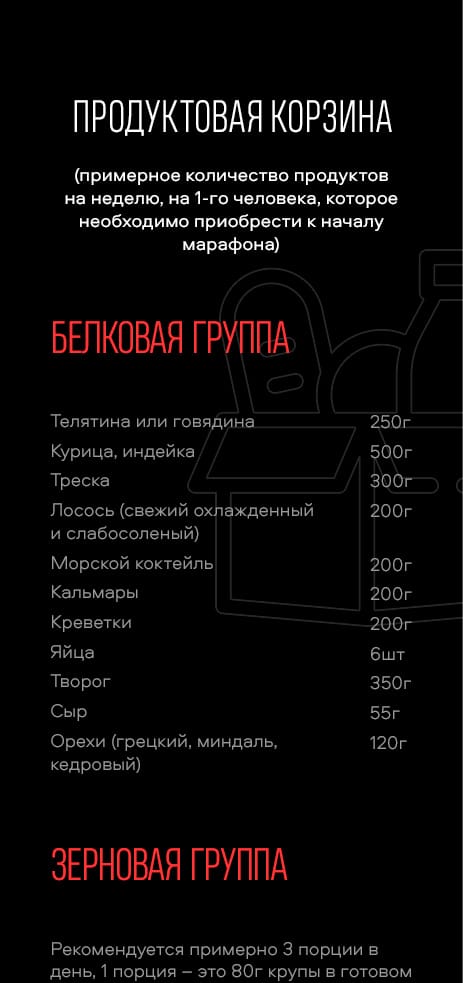 ПРОДУКТОВАЯ КОРЗИНА
(примерное количество продуктов
на неделю, на 1-го человека, которое
необходимо приобрести к началу
марафона)
БЕЛКОВАЯ ГРУППА
Телятина или говядина 250г
Курица, индейка 500г
Треска 300г
Лосось (свежий охлажденный 200г
и слабосоленый)
Морской коктейль 200г
Кальмары 200г
Креветки 200г
Яйца 6шт
Творог 350г
Сыр 55г
Орехи (грецкий, миндаль, 120г
кедровый)
ЗЕРНОВАЯ ГРУППА
Рекомендуется примерно 3 порции в
день, 1 порция – это 80г крупы в готовом